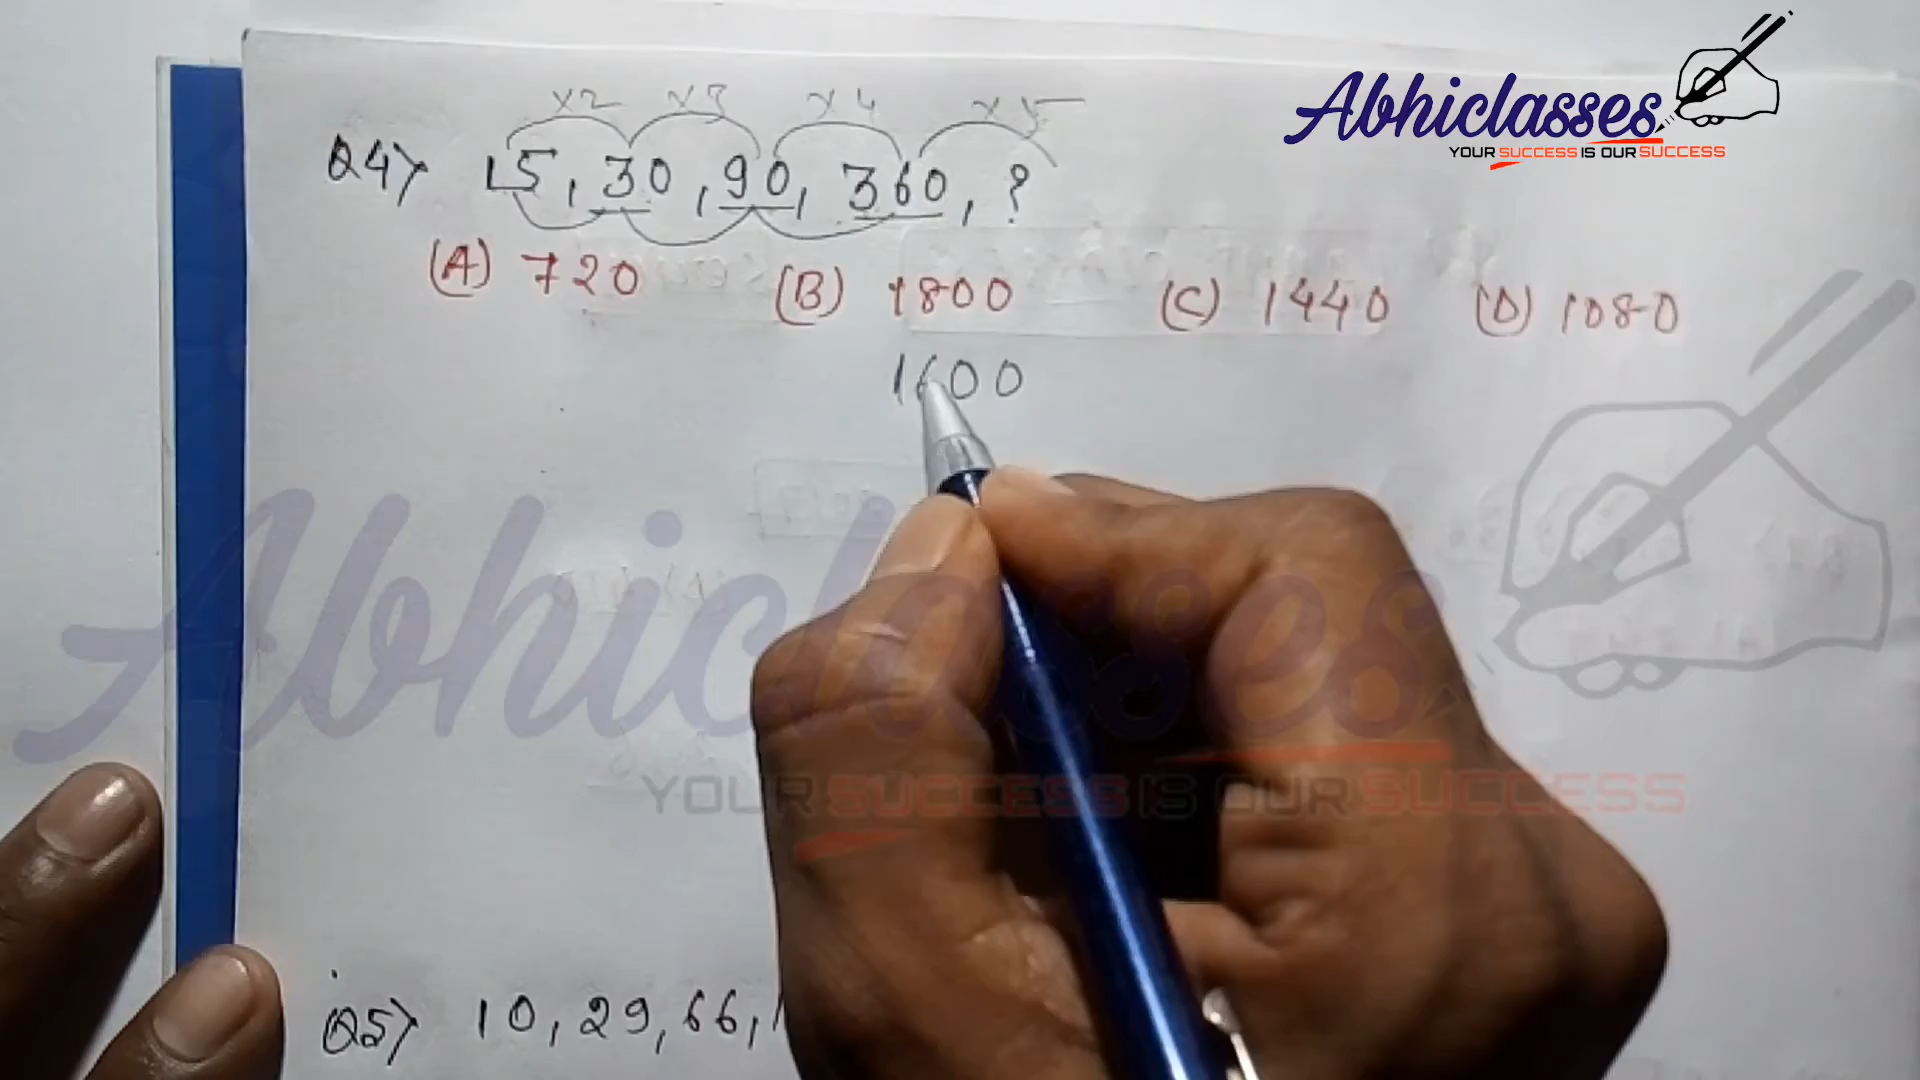 Abhiclasses
YOUR SUCCESS IS OUR SUCCESS
×2 ×3 ×4 ×5
Q4> 15, 30, 90, 360, ?
(A) 720 (B) 1800 (C) 1440 (D) 1080
1600
Abhiclasses
YOUR SUCCESS IS OUR SUCCESS
Q5> 10, 29, 66,